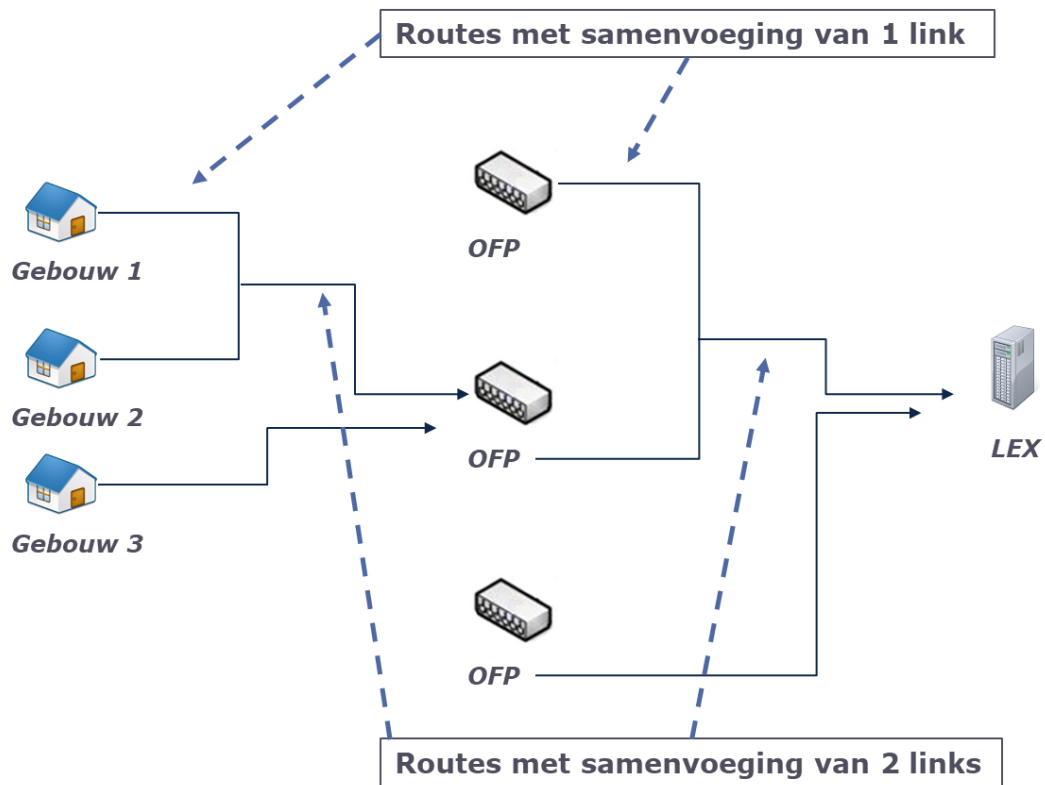 Routes met samenvoeging van 1 link
OFP
Gebouw 1
Gebouw 2
OFP
LEX
Gebouw 3
OFP
Routes met samenvoeging van 2 links